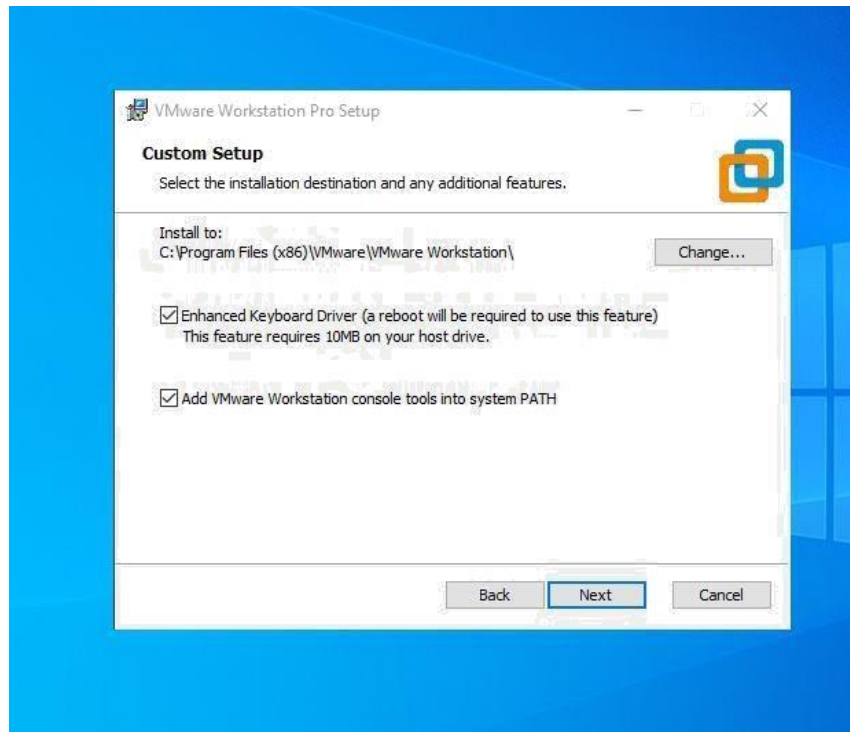 VMware Workstation Pro Setup
Custom Setup
Select the installation destination and any additional features.
Install to:
C:\Program Files (x86)\VMware\VMware Workstation\
Change...
Enhanced Keyboard Driver (a reboot will be required to use this feature)
This feature requires 10MB on your host drive.
Add VMware Workstation console tools into system PATH
Back
Next
Cancel